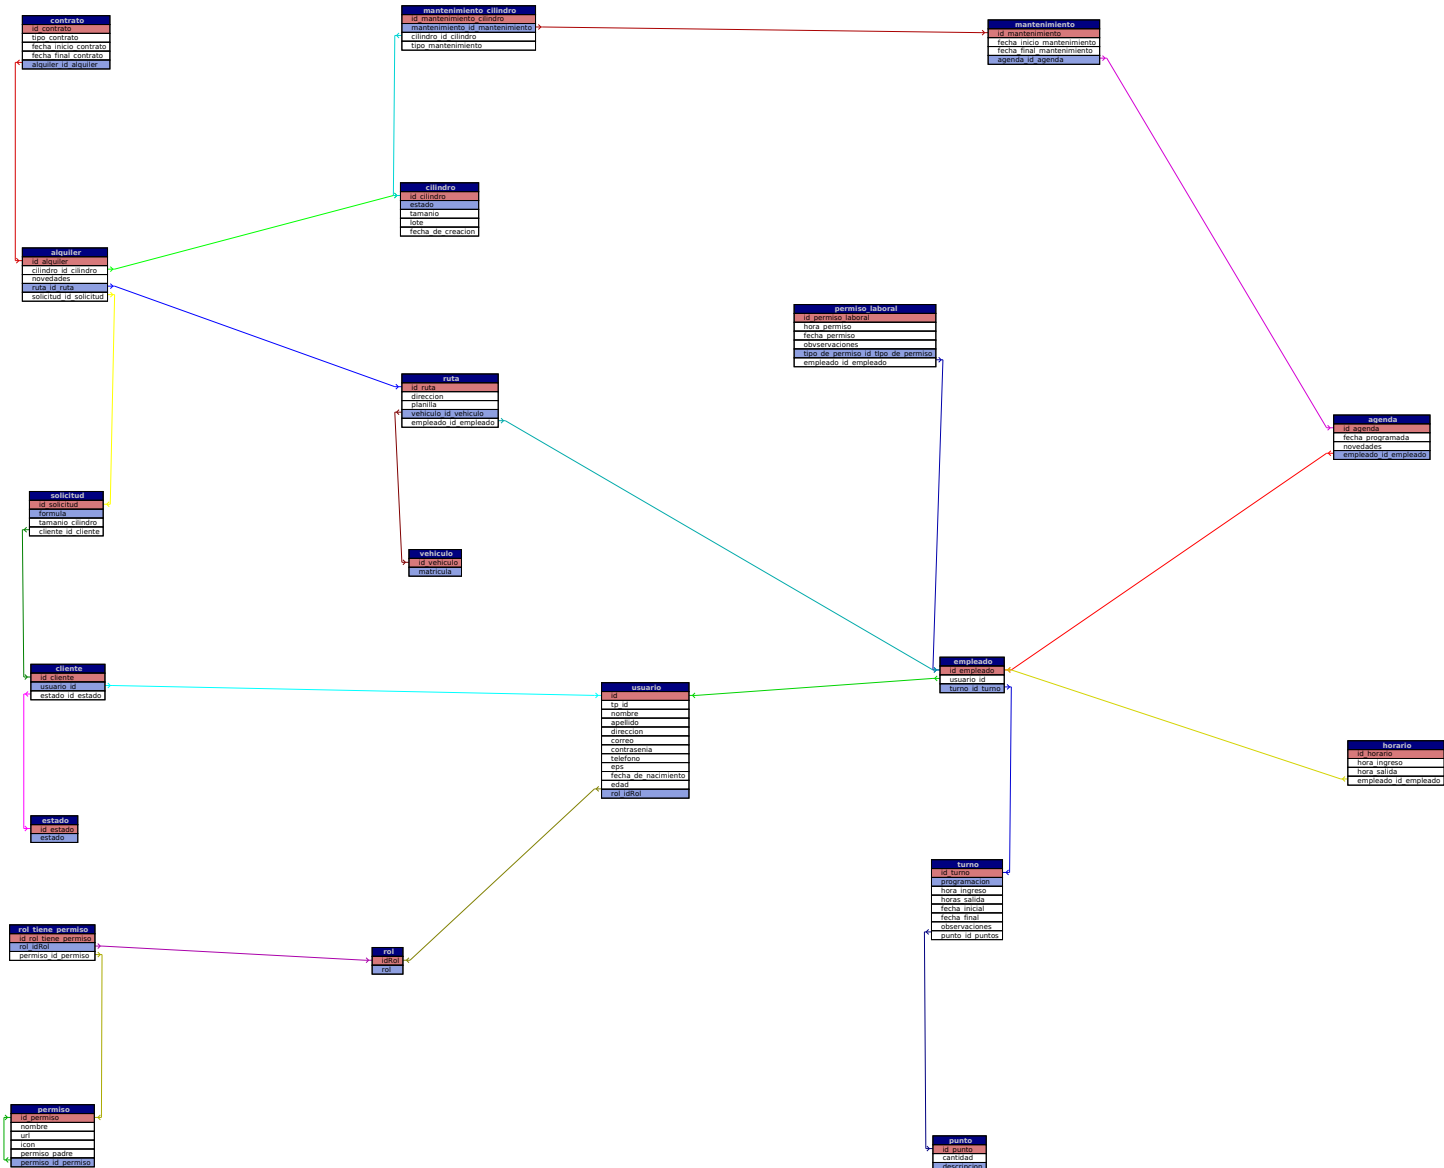 contrato
id_contrato
tipo_contrato
fecha_inicio_contrato
fecha_final_contrato
alquiler_id_alquiler
mantenimiento_cilindro
id_mantenimiento_cilindro
mantenimiento_id_mantenimiento
cilindro_id_cilindro
tipo_mantenimiento
mantenimiento
id_mantenimiento
fecha_inicio_mantenimiento
fecha_final_mantenimiento
agenda_id_agenda
cilindro
id_cilindro
estado
tamanio
lote
fecha_de_creacion
alquiler
id_alquiler
cilindro_id_cilindro
novedades
ruta_id_ruta
solicitud_id_solicitud
permiso_laboral
id_permiso_laboral
hora_permiso
fecha_permiso
obvservaciones
tipo_de_permiso_id_tipo_de_permiso
empleado_id_empleado
ruta
id_ruta
direccion
planilla
vehiculo_id_vehiculo
empleado_id_empleado
agenda
id_agenda
fecha_programada
novedades
empleado_id_empleado
solicitud
id_solicitud
formula
tamanio_cilindro
cliente_id_cliente
vehiculo
id_vehiculo
matricula
cliente
id_cliente
usuario_id
estado_id_estado
usuario
id
tp_id
nombre
apellido
direccion
correo
contrasenia
telefono
eps
fecha_de_nacimiento
edad
rol_idRol
empleado
id_empleado
usuario_id
turno_id_turno
horario
id_horario
hora_ingreso
hora_salida
empleado_id_empleado
estado
id_estado
estado
turno
id_turno
programacion
hora_ingreso
horas_salida
fecha_inicial
fecha_final
observaciones
punto_id_puntos
rol_tiene_permiso
id_rol_tiene_permiso
rol_idRol
permiso_id_permiso
rol
idRol
rol
permiso
id_permiso
nombre
url
icon
permiso_padre
permiso_id_permiso
punto
id_punto
cantidad
descripcion